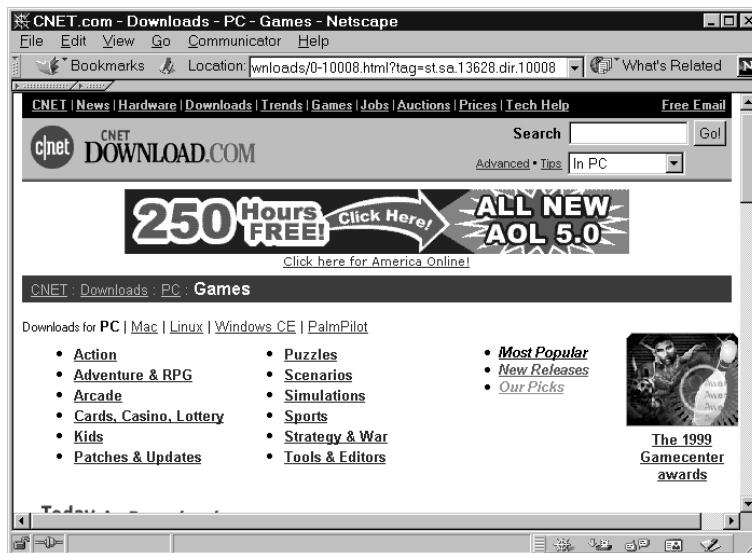 CNET.com - Downloads - PC - Games - Netscape
File Edit View Go Communicator Help
Bookmarks Location: wnloads/0-10008.html?tag=st.sa.13628.dir.10008 What's Related N
CNET | News | Hardware | Downloads | Trends | Games | Jobs | Auctions | Prices | Tech Help Free Email
c|net CNET DOWNLOAD.COM Search Go!
Advanced • Tips In PC
250 Hours FREE! Click Here! ALL NEW AOL 5.0
Click here for America Online!
CNET : Downloads : PC : Games
Downloads for PC | Mac | Linux | Windows CE | PalmPilot
• Action
• Adventure & RPG
• Arcade
• Cards, Casino, Lottery
• Kids
• Patches & Updates
• Puzzles
• Scenarios
• Simulations
• Sports
• Strategy & War
• Tools & Editors
• Most Popular
• New Releases
• Our Picks
The 1999
Gamecenter
awards
Today